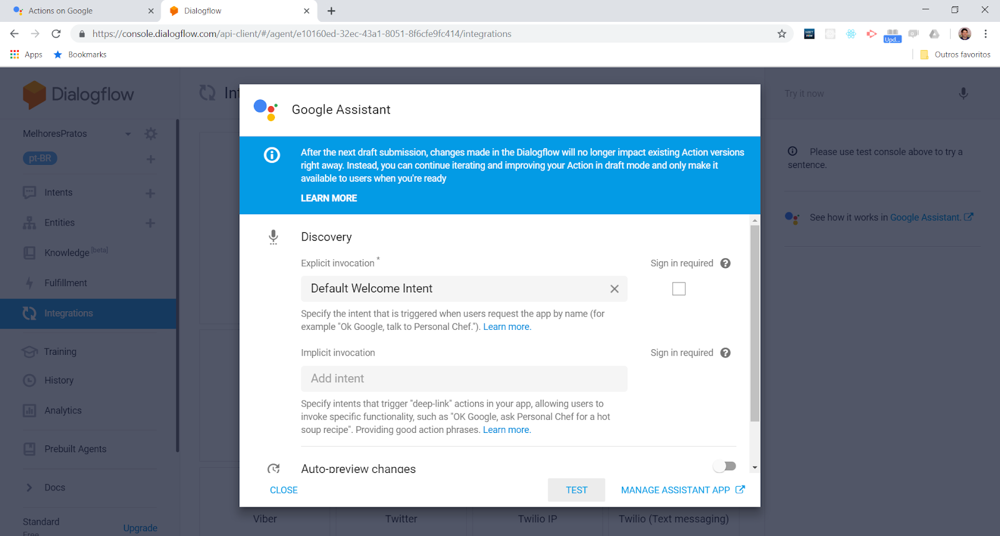 Actions on Google
Dialogflow
https://console.dialogflow.com/api-client/#/agent/e10160ed-32ec-43a1-8051-8f6cfe9fc414/integrations
Upd...
Apps
Bookmarks
Outros favoritos
Dialogflow
MelhoresPratos
pt-BR
Intents
Entities
Knowledge [beta]
Fulfillment
Integrations
Training
History
Analytics
Prebuilt Agents
Docs
Standard
Free
Upgrade
Google Assistant
After the next draft submission, changes made in the Dialogflow will no longer impact existing Action versions
right away. Instead, you can continue iterating and improving your Action in draft mode and only make it
available to users when you're ready
LEARN MORE
Discovery
Explicit invocation *
Sign in required
Default Welcome Intent
Specify the intent that is triggered when users request the app by name (for
example "Ok Google, talk to Personal Chef."). Learn more.
Implicit invocation
Sign in required
Add intent
Specify intents that trigger "deep-link" actions in your app, allowing users to
invoke specific functionality, such as "OK Google, ask Personal Chef for a hot
soup recipe". Providing good action phrases. Learn more.
Auto-preview changes
CLOSE
TEST
MANAGE ASSISTANT APP
Viber
Twitter
Twilio IP
Twilio (Text messaging)
Try it now
Please use test console above to try a
sentence.
See how it works in Google Assistant.